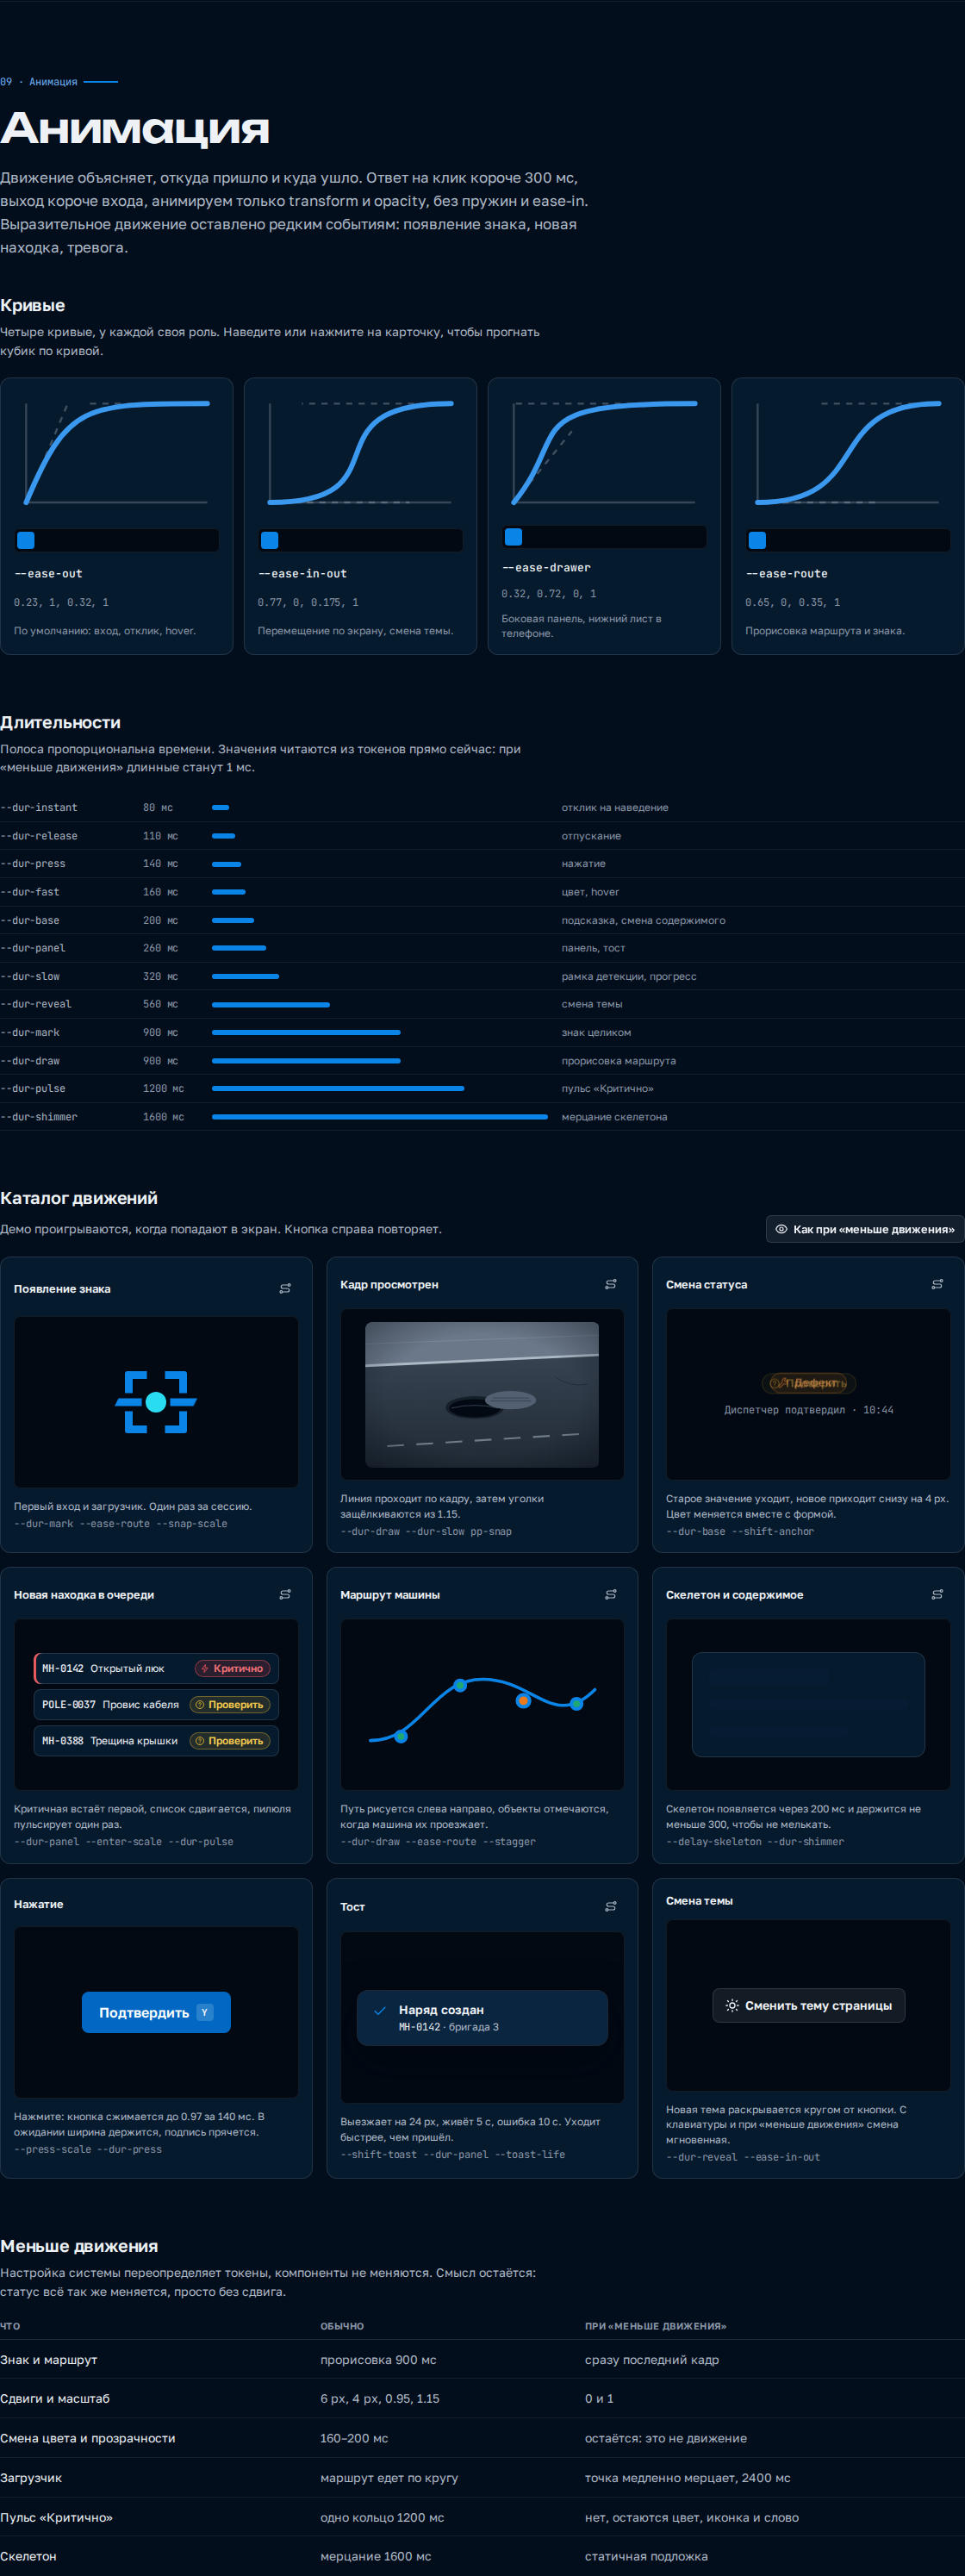 09 · Анимация
Анимация
Движение объясняет, откуда пришло и куда ушло. Ответ на клик короче 300 мс,
выход короче входа, анимируем только transform и opacity, без пружин и ease-in.
Выразительное движение оставлено редким событиям: появление знака, новая
находка, тревога.
Кривые
Четыре кривые, у каждой своя роль. Наведите или нажмите на карточку, чтобы прогнать
кубик по кривой.
--ease-out
0.23, 1, 0.32, 1
По умолчанию: вход, отклик, hover.
--ease-in-out
0.77, 0, 0.175, 1
Перемещение по экрану, смена темы.
--ease-drawer
0.32, 0.72, 0, 1
Боковая панель, нижний лист в
телефоне.
--ease-route
0.65, 0, 0.35, 1
Прорисовка маршрута и знака.
Длительности
Полоса пропорциональна времени. Значения читаются из токенов прямо сейчас: при
«меньше движения» длинные станут 1 мс.
--dur-instant 80 мс отклик на наведение
--dur-release 110 мс отпускание
--dur-press 140 мс нажатие
--dur-fast 160 мс цвет, hover
--dur-base 200 мс подсказка, смена содержимого
--dur-panel 260 мс панель, тост
--dur-slow 320 мс рамка детекции, прогресс
--dur-reveal 560 мс смена темы
--dur-mark 900 мс знак целиком
--dur-draw 900 мс прорисовка маршрута
--dur-pulse 1200 мс пульс «Критично»
--dur-shimmer 1600 мс мерцание скелетона
Каталог движений
Демо проигрываются, когда попадают в экран. Кнопка справа повторяет.
Как при «меньше движения»
Появление знака
Первый вход и загрузчик. Один раз за сессию.
--dur-mark --ease-route --snap-scale
Кадр просмотрен
Линия проходит по кадру, затем уголки
защёлкиваются из 1.15.
--dur-draw --dur-slow pp-snap
Смена статуса
Диспетчер подтвердил · 10:44
Старое значение уходит, новое приходит снизу на 4 px.
Цвет меняется вместе с формой.
--dur-base --shift-anchor
Новая находка в очереди
MH-0142 Открытый люк Критично
POLE-0037 Провис кабеля Проверить
MH-0388 Трещина крышки Проверить
Критичная встаёт первой, список сдвигается, пилюля
пульсирует один раз.
--dur-panel --enter-scale --dur-pulse
Маршрут машины
Путь рисуется слева направо, объекты отмечаются,
когда машина их проезжает.
--dur-draw --ease-route --stagger
Скелетон и содержимое
Скелетон появляется через 200 мс и держится не
меньше 300, чтобы не мелькать.
--delay-skeleton --dur-shimmer
Нажатие
Подтвердить Y
Нажмите: кнопка сжимается до 0.97 за 140 мс. В
ожидании ширина держится, подпись прячется.
--press-scale --dur-press
Тост
Наряд создан
MH-0142 · бригада 3
Выезжает на 24 px, живёт 5 с, ошибка 10 с. Уходит
быстрее, чем пришёл.
--shift-toast --dur-panel --toast-life
Смена темы
Сменить тему страницы
Новая тема раскрывается кругом от кнопки. С
клавиатуры и при «меньше движения» смена
мгновенная.
--dur-reveal --ease-in-out
Меньше движения
Настройка системы переопределяет токены, компоненты не меняются. Смысл остаётся:
статус всё так же меняется, просто без сдвига.
ЧТО ОБЫЧНО ПРИ «МЕНЬШЕ ДВИЖЕНИЯ»
Знак и маршрут прорисовка 900 мс сразу последний кадр
Сдвиги и масштаб 6 px, 4 px, 0.95, 1.15 0 и 1
Смена цвета и прозрачности 160–200 мс остаётся: это не движение
Загрузчик маршрут едет по кругу точка медленно мерцает, 2400 мс
Пульс «Критично» одно кольцо 1200 мс нет, остаются цвет, иконка и слово
Скелетон мерцание 1600 мс статичная подложка